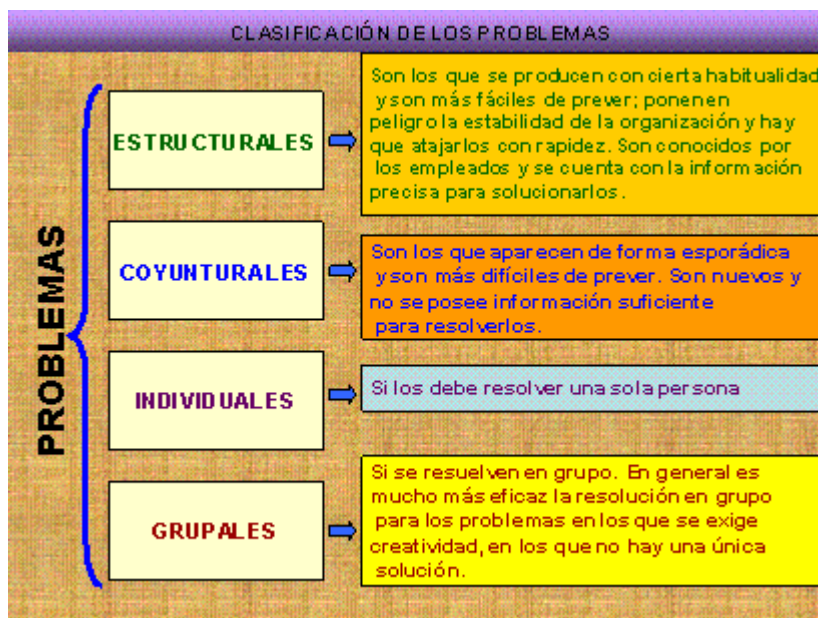 CLASIFICACIÓN DE LOS PROBLEMAS
PROBLEMAS
ESTRUCTURALES
Son los que se producen con cierta habitualidad
y son más fáciles de prever; ponen en
peligro la estabilidad de la organización y hay
que atajarlos con rapidez. Son conocidos por
los empleados y se cuenta con la información
precisa para solucionarlos.
COYUNTURALES
Son los que aparecen de forma esporádica
y son más difíciles de prever. Son nuevos y
no se posee información suficiente
para resolverlos.
INDIVIDUALES
Si los debe resolver una sola persona
GRUPALES
Si se resuelven en grupo. En general es
mucho más eficaz la resolución en grupo
para los problemas en los que se exige
creatividad, en los que no hay una única
solución.